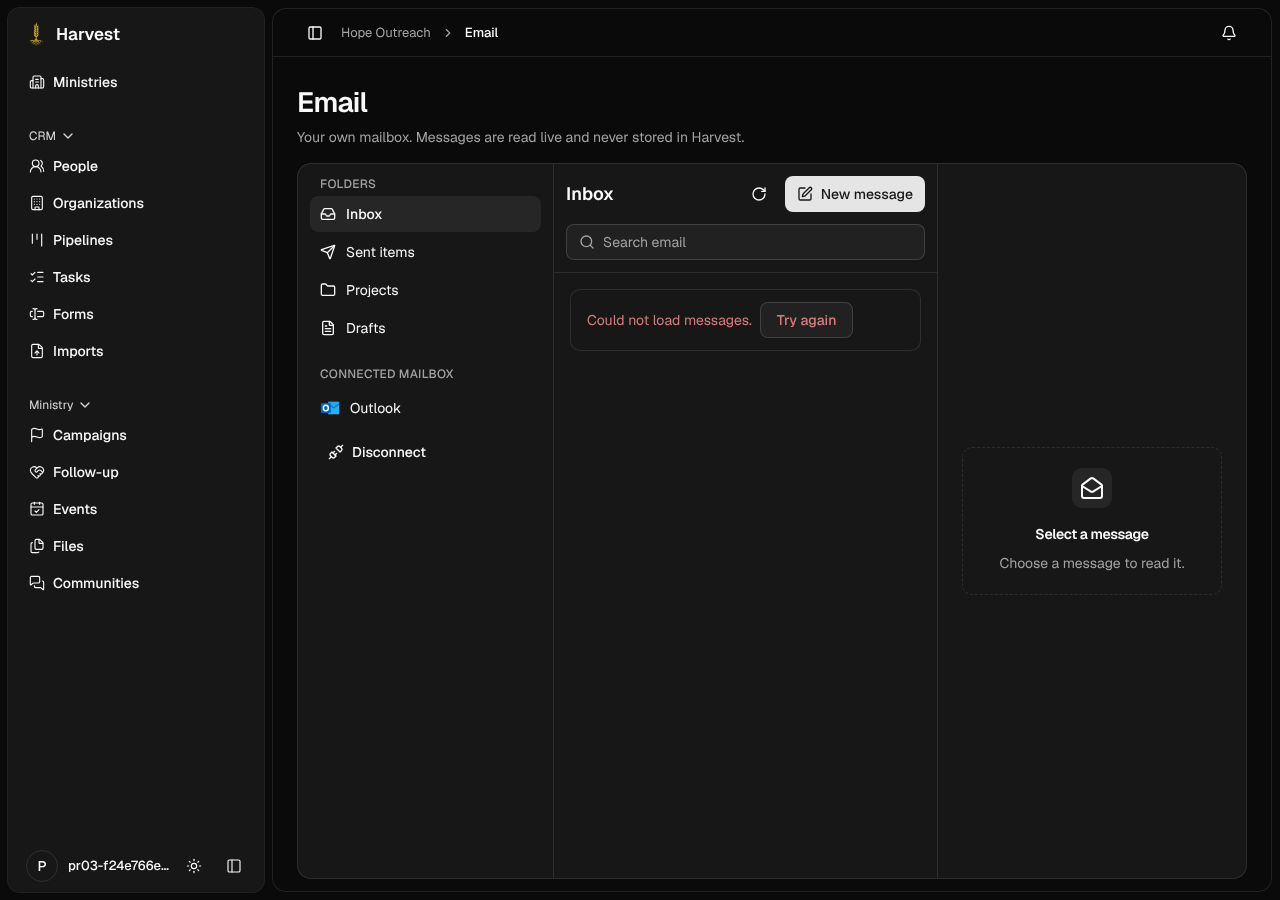 Harvest
Ministries
CRM
People
Organizations
Pipelines
Tasks
Forms
Imports
Ministry
Campaigns
Follow-up
Events
Files
Communities
P
pr03-f24e766e…
Hope Outreach
Email
Email
Your own mailbox. Messages are read live and never stored in Harvest.
FOLDERS
Inbox
Sent items
Projects
Drafts
CONNECTED MAILBOX
Outlook
Disconnect
Inbox
New message
Search email
Could not load messages.
Try again
Select a message
Choose a message to read it.